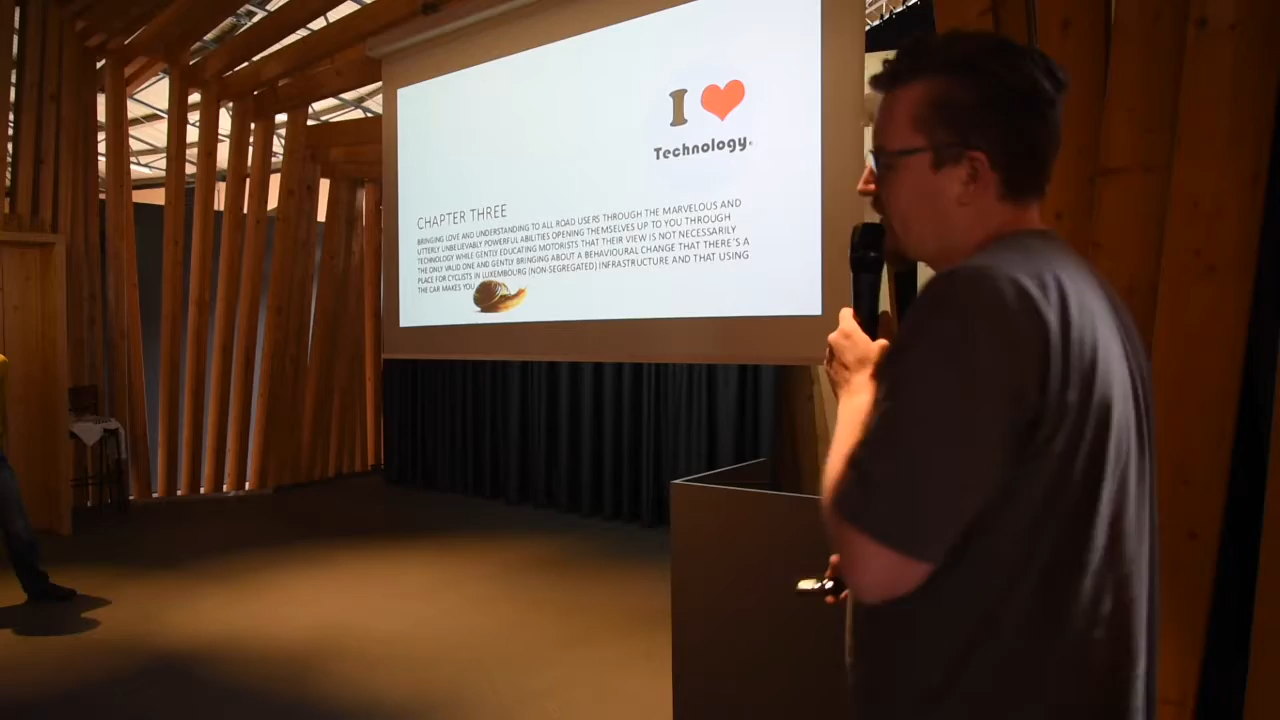 I ❤
Technology.
CHAPTER THREE
BRINGING LOVE AND UNDERSTANDING TO ALL ROAD USERS THROUGH THE MARVELOUS AND
UTTERLY UNBELIEVABLY POWERFUL ABILITIES OPENING THEMSELVES UP TO YOU THROUGH
TECHNOLOGY WHILE GENTLY EDUCATING MOTORISTS THAT THEIR VIEW IS NOT NECESSARILY
THE ONLY VALID ONE AND GENTLY BRINGING ABOUT A BEHAVIOURAL CHANGE THAT THERE'S A
PLACE FOR CYCLISTS IN LUXEMBOURG (NON-SEGREGATED) INFRASTRUCTURE AND THAT USING
THE CAR MAKES YOU